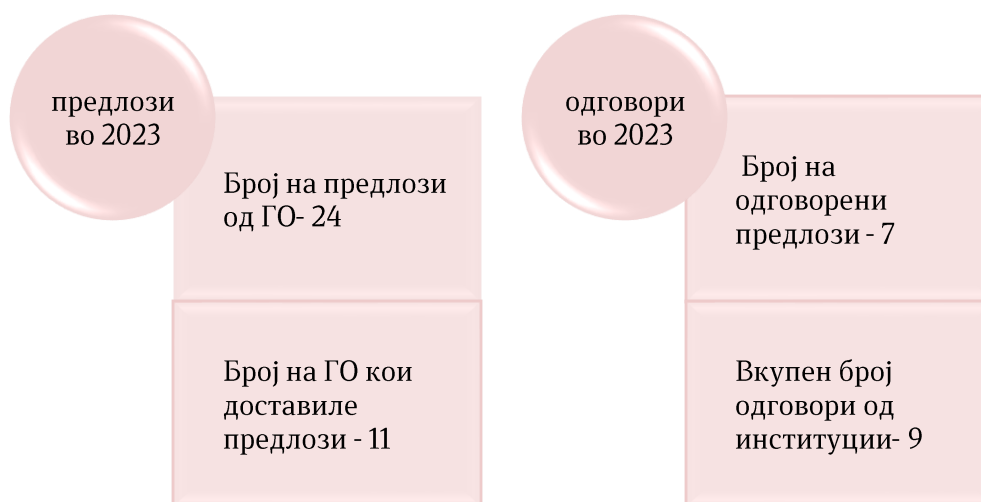 предлози
во 2023
Број на предлози
од ГО- 24
Број на ГО кои
доставиле
предлози - 11
одговори
во 2023
Број на
одговорени
предлози - 7
Вкупен број
одговори од
институции- 9